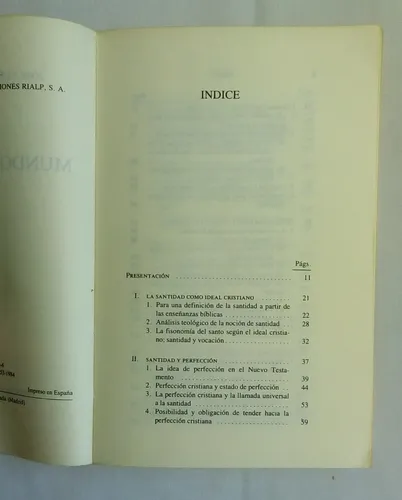 IONES RIALP, S. A.
MUNDO
1984
Impreso en España
(Madrid)
INDICE
Págs.
PRESENTACIÓN 11
I. LA SANTIDAD COMO IDEAL CRISTIANO 21
1. Para una definición de la santidad a partir de
las enseñanzas bíblicas 22
2. Análisis teológico de la noción de santidad 28
3. La fisonomía del santo según el ideal cristia-
no; santidad y vocación 32
II. SANTIDAD Y PERFECCIÓN 37
1. La idea de perfección en el Nuevo Testa-
mento 39
2. Perfección cristiana y estado de perfección 44
3. La perfección cristiana y la llamada universal
a la santidad 53
4. Posibilidad y obligación de tender hacia la
perfección cristiana 59